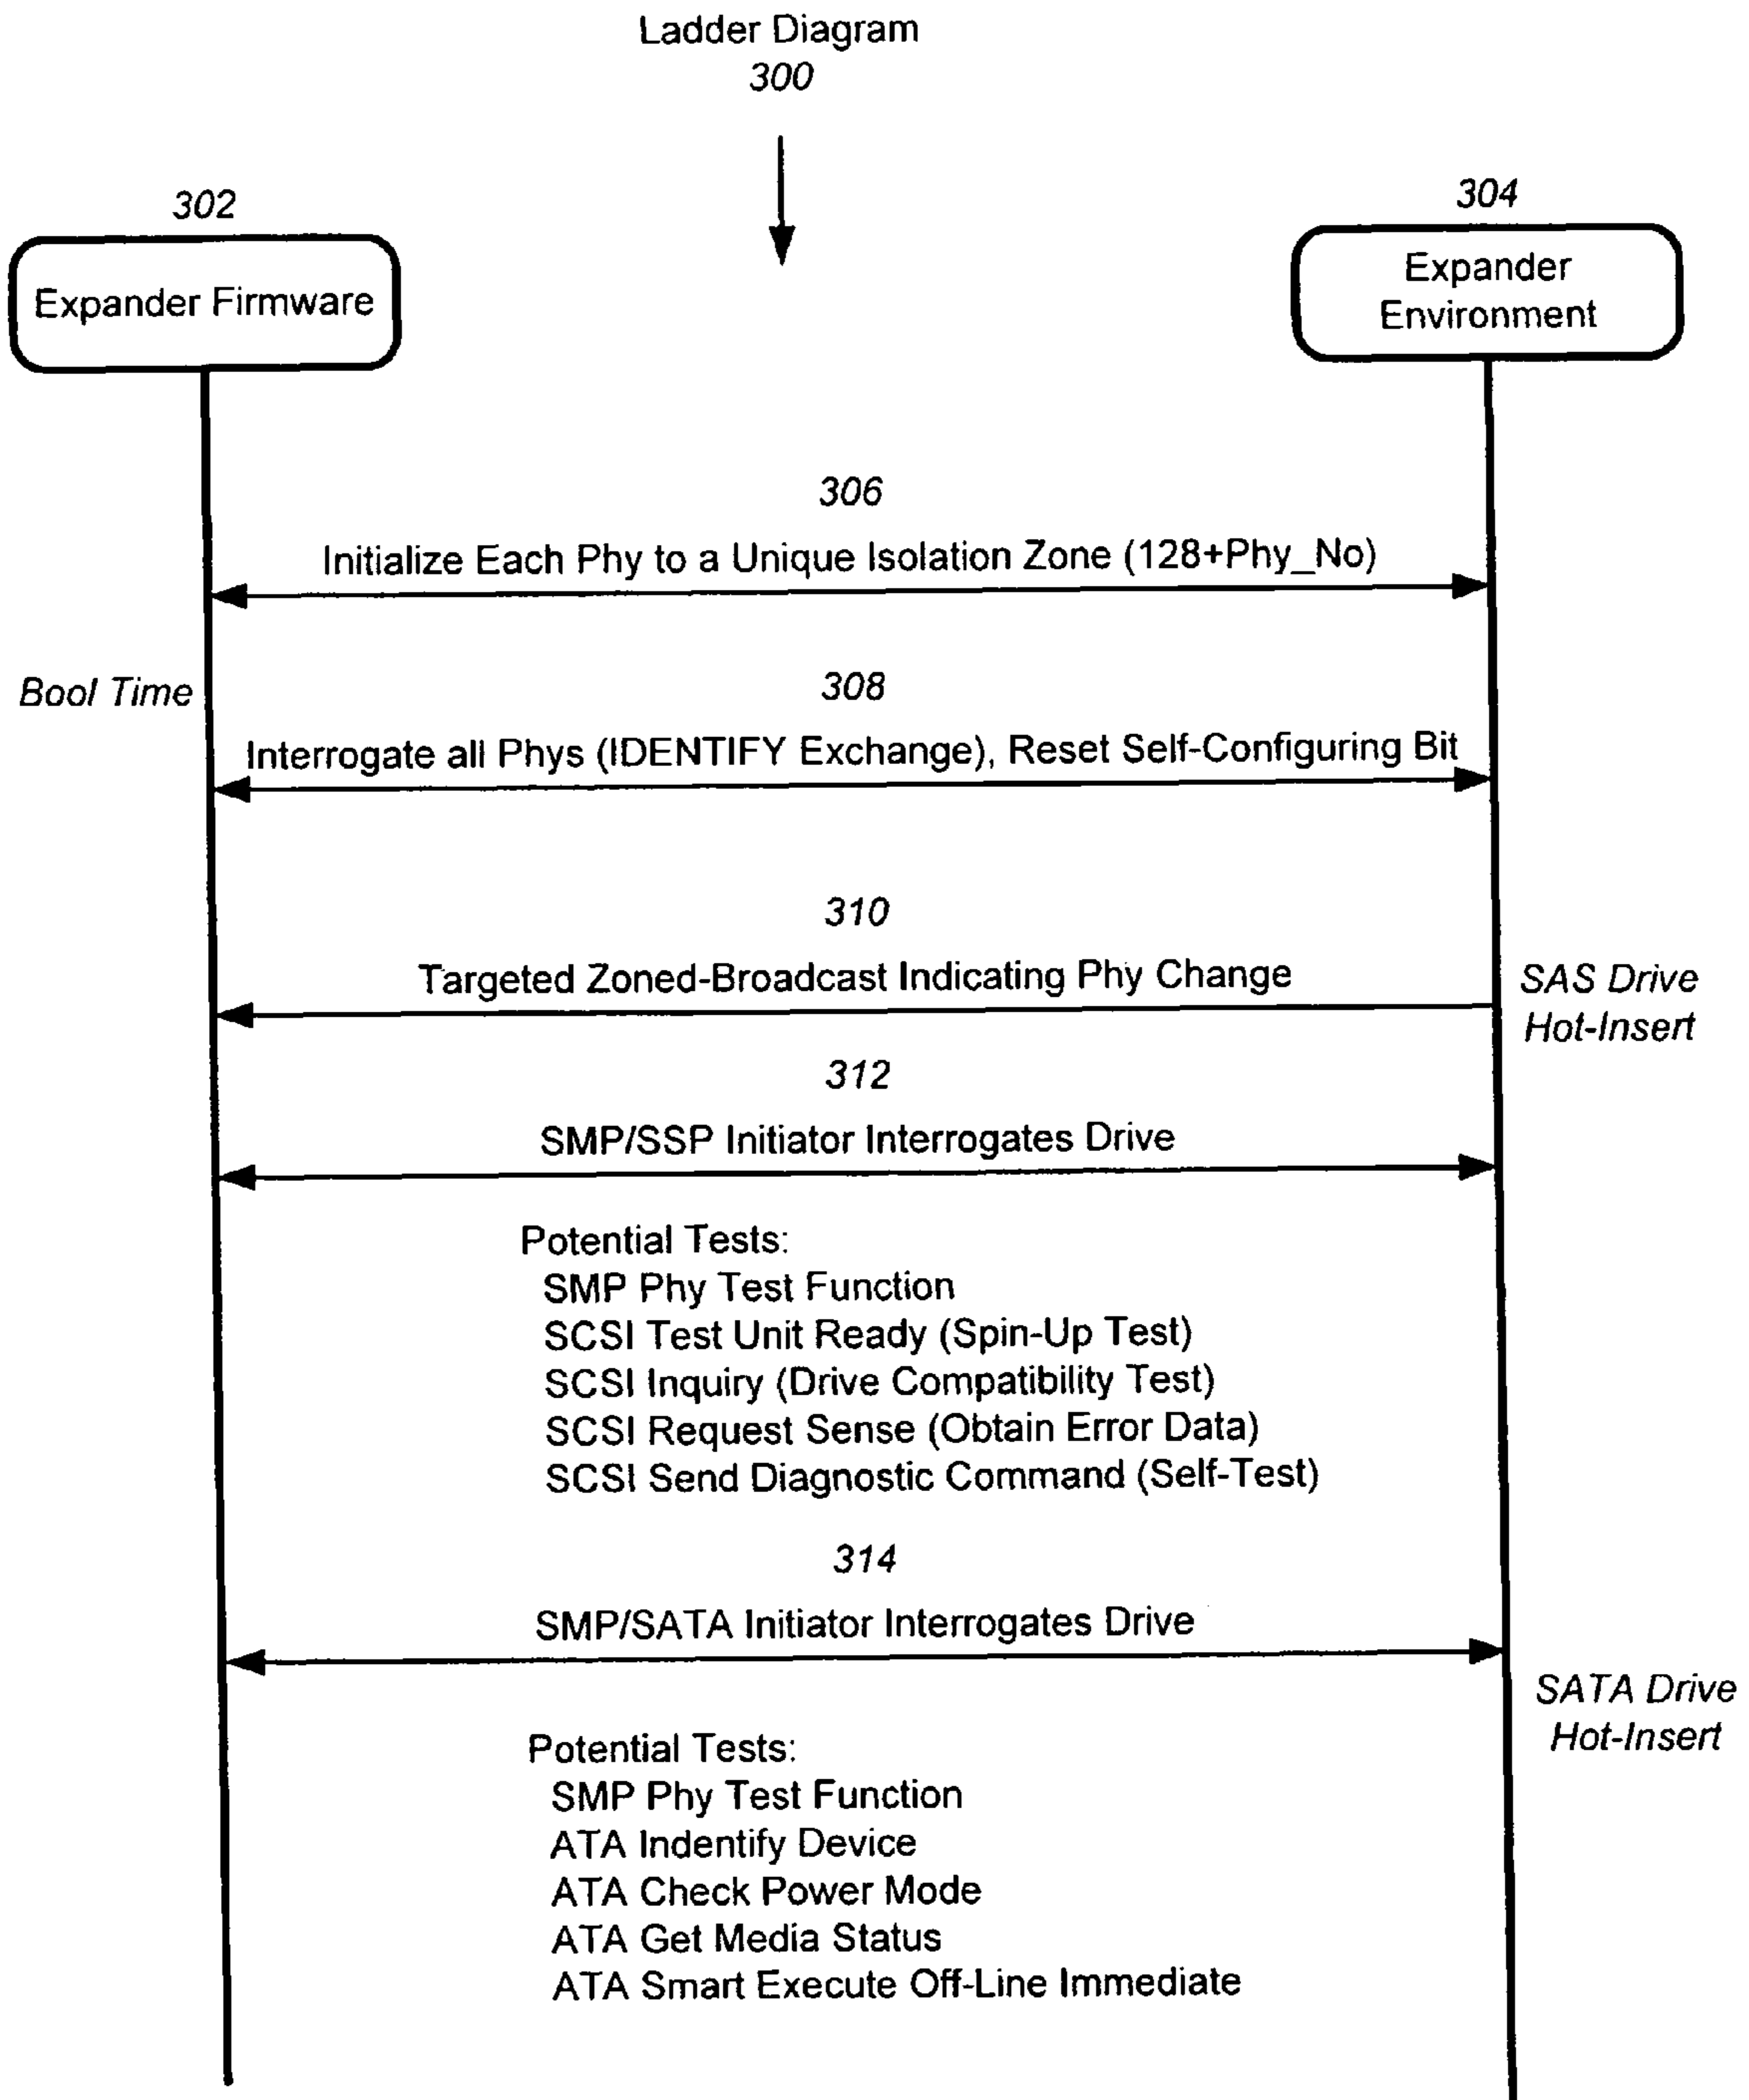 Ladder Diagram
300
302
304
Expander Firmware
Expander
Environment
306
Initialize Each Phy to a Unique Isolation Zone (128+Phy_No)
Bool Time
308
Interrogate all Phys (IDENTIFY Exchange), Reset Self-Configuring Bit
310
Targeted Zoned-Broadcast Indicating Phy Change
SAS Drive
Hot-Insert
312
SMP/SSP Initiator Interrogates Drive
Potential Tests:
SMP Phy Test Function
SCSI Test Unit Ready (Spin-Up Test)
SCSI Inquiry (Drive Compatibility Test)
SCSI Request Sense (Obtain Error Data)
SCSI Send Diagnostic Command (Self-Test)
314
SMP/SATA Initiator Interrogates Drive
SATA Drive
Hot-Insert
Potential Tests:
SMP Phy Test Function
ATA Indentify Device
ATA Check Power Mode
ATA Get Media Status
ATA Smart Execute Off-Line Immediate